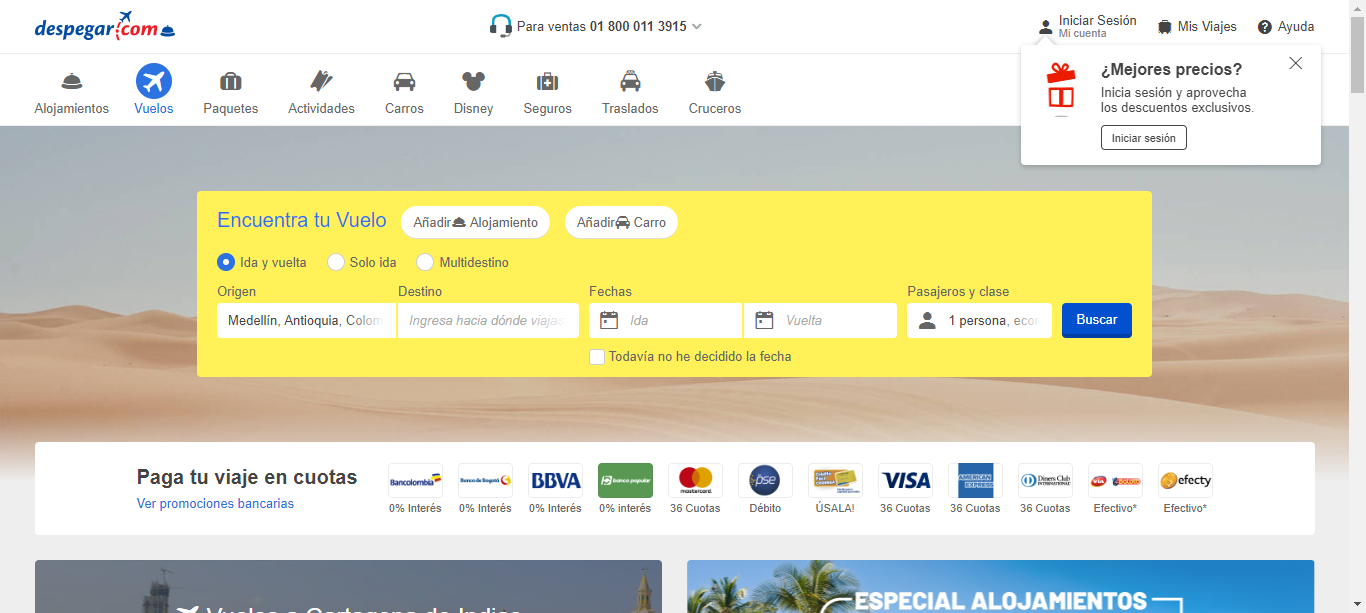 despegar.com
Para ventas 01 800 011 3915
Iniciar Sesión
Mi cuenta
Mis Viajes
Ayuda
Alojamientos
Vuelos
Paquetes
Actividades
Carros
Disney
Seguros
Traslados
Cruceros
¿Mejores precios?
Inicia sesión y aprovecha
los descuentos exclusivos.
Iniciar sesión
Encuentra tu Vuelo
Añadir Alojamiento
Añadir Carro
Ida y vuelta
Solo ida
Multidestino
Origen
Destino
Fechas
Pasajeros y clase
Medellín, Antioquia, Colom
Ingresa hacia dónde viajas
Ida
Vuelta
1 persona, econ
Buscar
Todavía no he decidido la fecha
Paga tu viaje en cuotas
Ver promociones bancarias
Bancolombia
0% Interés
Banco de Bogotá
0% Interés
BBVA
0% Interés
banco popular
0% interés
mastercard
36 Cuotas
pse
Débito
ÚSALA!
VISA
36 Cuotas
AMERICAN EXPRESS
36 Cuotas
Diners Club
INTERNATIONAL
36 Cuotas
via BALOTO
Efectivo*
efecty
Efectivo*
Vuelos a Cartagena de Indias
ESPECIAL ALOJAMIENTOS